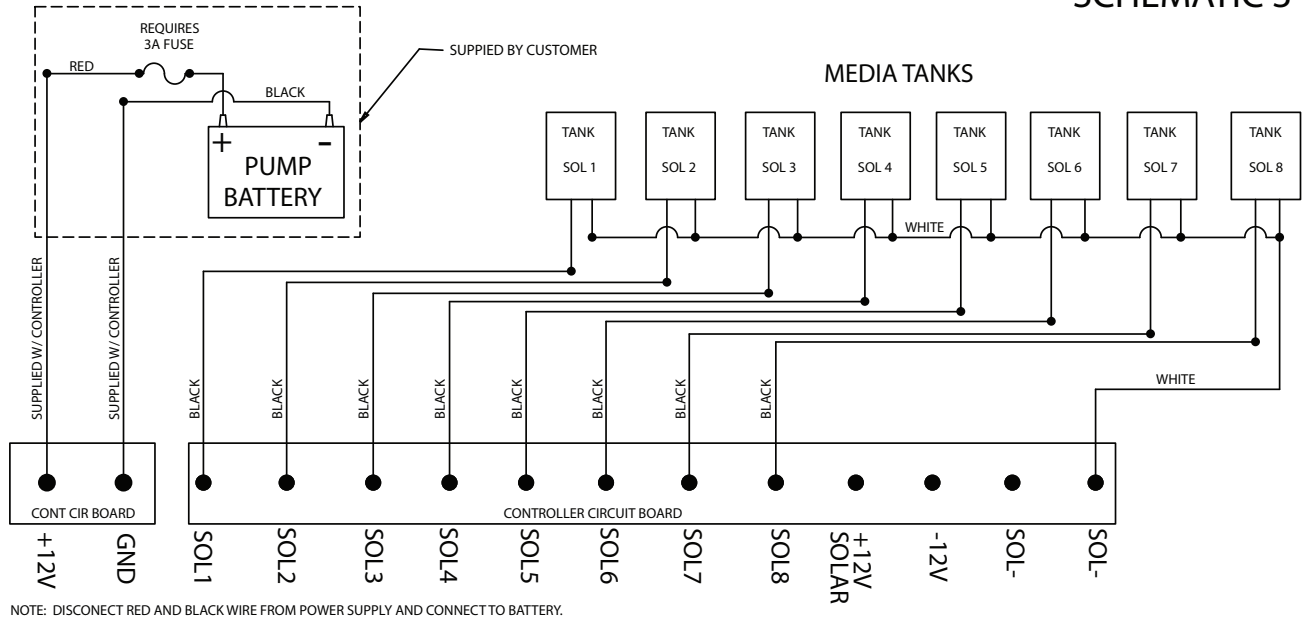 SCHEMATIC 3
REQUIRES
3A FUSE
RED
BLACK
SUPPIED BY CUSTOMER
+ -
PUMP
BATTERY
MEDIA TANKS
TANK
SOL 1
TANK
SOL 2
TANK
SOL 3
TANK
SOL 4
TANK
SOL 5
TANK
SOL 6
TANK
SOL 7
TANK
SOL 8
WHITE
WHITE
SUPPLIED W/ CONTROLLER
SUPPLIED W/ CONTROLLER
BLACK
BLACK
BLACK
BLACK
BLACK
BLACK
BLACK
BLACK
CONT CIR BOARD
CONTROLLER CIRCUIT BOARD
+12V
GND
SOL1
SOL2
SOL3
SOL4
SOL5
SOL6
SOL7
SOL8
+12V
SOLAR
-12V
SOL-
SOL-
NOTE: DISCONECT RED AND BLACK WIRE FROM POWER SUPPLY AND CONNECT TO BATTERY.